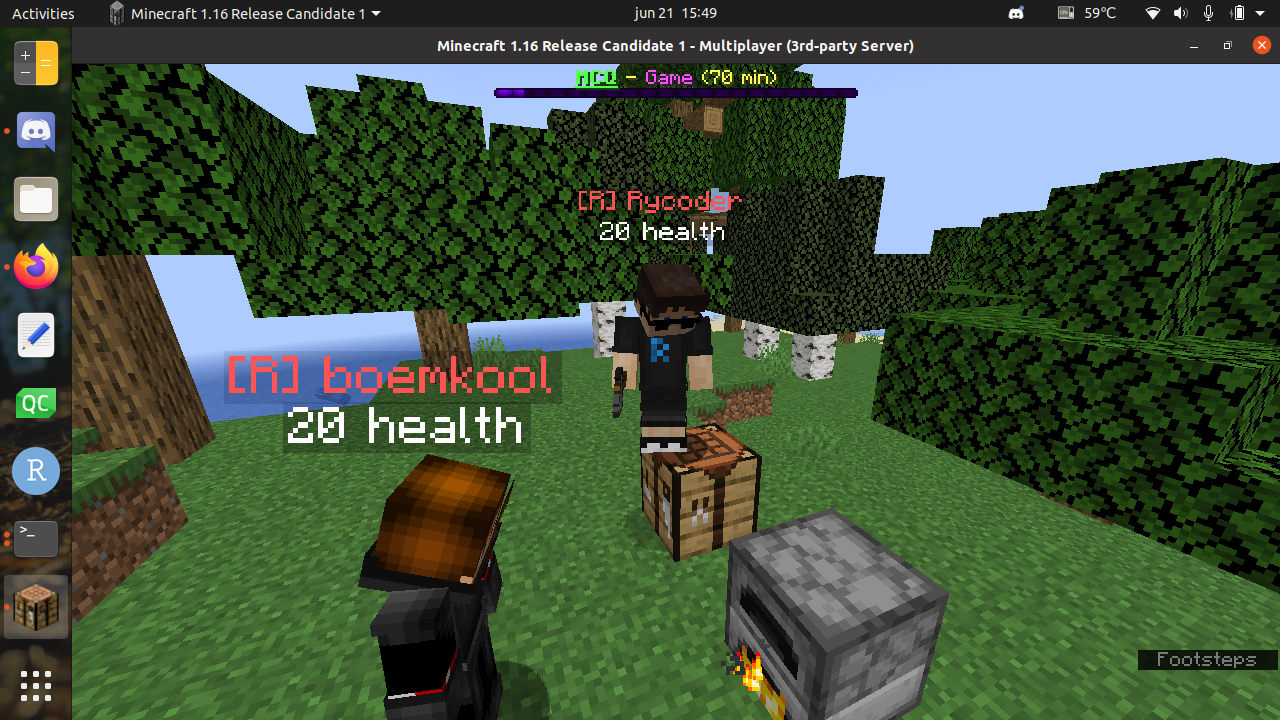 Activities
Minecraft 1.16 Release Candidate 1
jun 21 15:49
59°C
Minecraft 1.16 Release Candidate 1 - Multiplayer (3rd-party Server)
MCO - Game (70 min)
[R] Rycoder
20 health
[R] boemkool
20 health
R
QC
R
>_
Footsteps